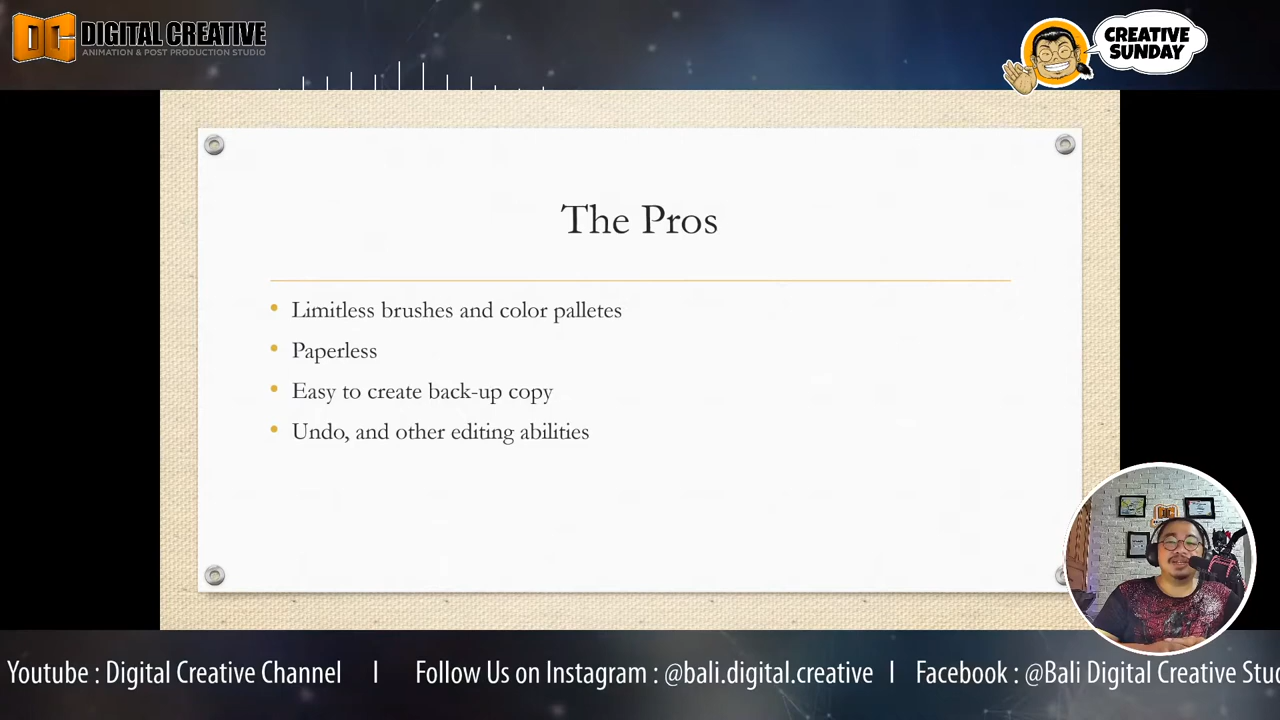 DC DIGITAL CREATIVE
ANIMATION & POST PRODUCTION STUDIO
CREATIVE
SUNDAY
The Pros
• Limitless brushes and color palletes
• Paperless
• Easy to create back-up copy
• Undo, and other editing abilities
Youtube : Digital Creative Channel | Follow Us on Instagram : @bali.digital.creative | Facebook : @Bali Digital Creative